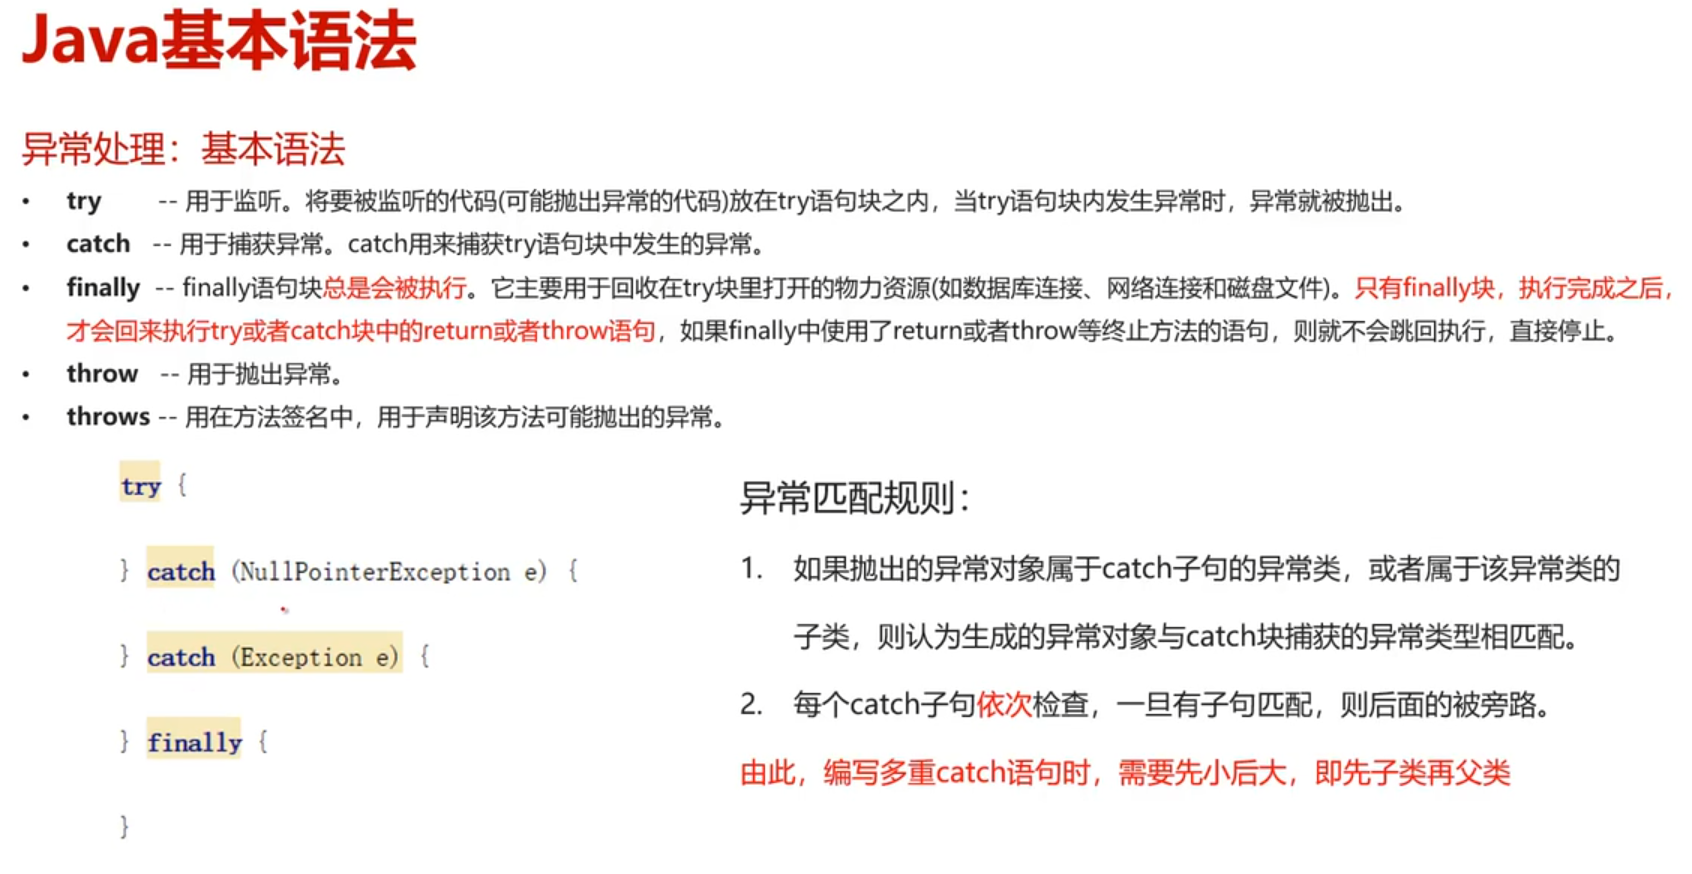 Java基本语法
异常处理：基本语法
• try -- 用于监听。将要被监听的代码(可能抛出异常的代码)放在try语句块之内，当try语句块内发生异常时，异常就被抛出。
• catch -- 用于捕获异常。catch用来捕获try语句块中发生的异常。
• finally -- finally语句块总是会被执行。它主要用于回收在try块里打开的物力资源(如数据库连接、网络连接和磁盘文件)。只有finally块，执行完成之后，
才会回来执行try或者catch块中的return或者throw语句，如果finally中使用了return或者throw等终止方法的语句，则就不会跳回执行，直接停止。
• throw -- 用于抛出异常。
• throws -- 用在方法签名中，用于声明该方法可能抛出的异常。
try {
} catch (NullPointerException e) {
} catch (Exception e) {
} finally {
}
异常匹配规则：
1. 如果抛出的异常对象属于catch子句的异常类，或者属于该异常类的
子类，则认为生成的异常对象与catch块捕获的异常类型相匹配。
2. 每个catch子句依次检查，一旦有子句匹配，则后面的被旁路。
由此，编写多重catch语句时，需要先小后大，即先子类再父类